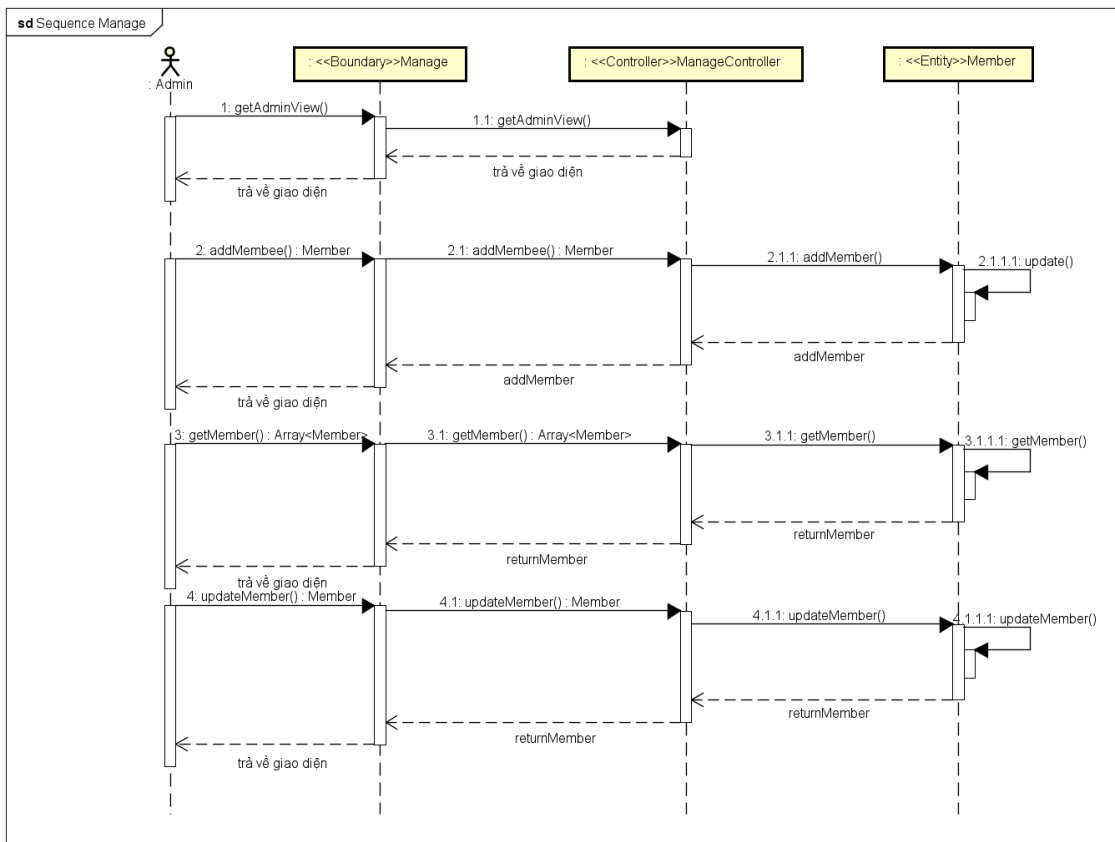 sd Sequence Manage
: Admin
: <<Boundary>>Manage
: <<Controller>>ManageController
: <<Entity>>Member
1: getAdminView()
1.1: getAdminView()
trả về giao diện
trả về giao diện
2: addMembee() : Member
2.1: addMembee() : Member
2.1.1: addMember()
2.1.1.1: update()
addMember
addMember
trả về giao diện
3: getMember() : Array<Member>
3.1: getMember() : Array<Member>
3.1.1: getMember()
3.1.1.1: getMember()
returnMember
returnMember
trả về giao diện
4: updateMember() : Member
4.1: updateMember() : Member
4.1.1: updateMember()
4.1.1.1: updateMember()
returnMember
returnMember
trả về giao diện